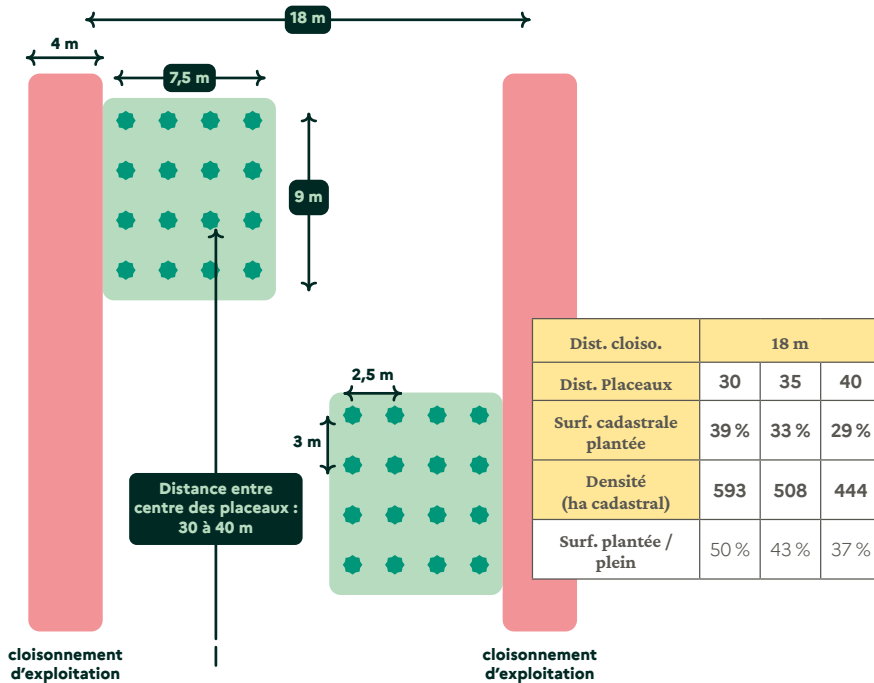 18 m
4 m
7,5 m
9 m
2,5 m
3 m
Distance entre
centre des placeaux :
30 à 40 m
Dist. cloiso. 18 m
Dist. Placeaux 30 35 40
Surf. cadastrale
plantée 39 % 33 % 29 %
Densité
(ha cadastral) 593 508 444
Surf. plantée /
plein 50 % 43 % 37 %
cloisonnement
d'exploitation
cloisonnement
d'exploitation